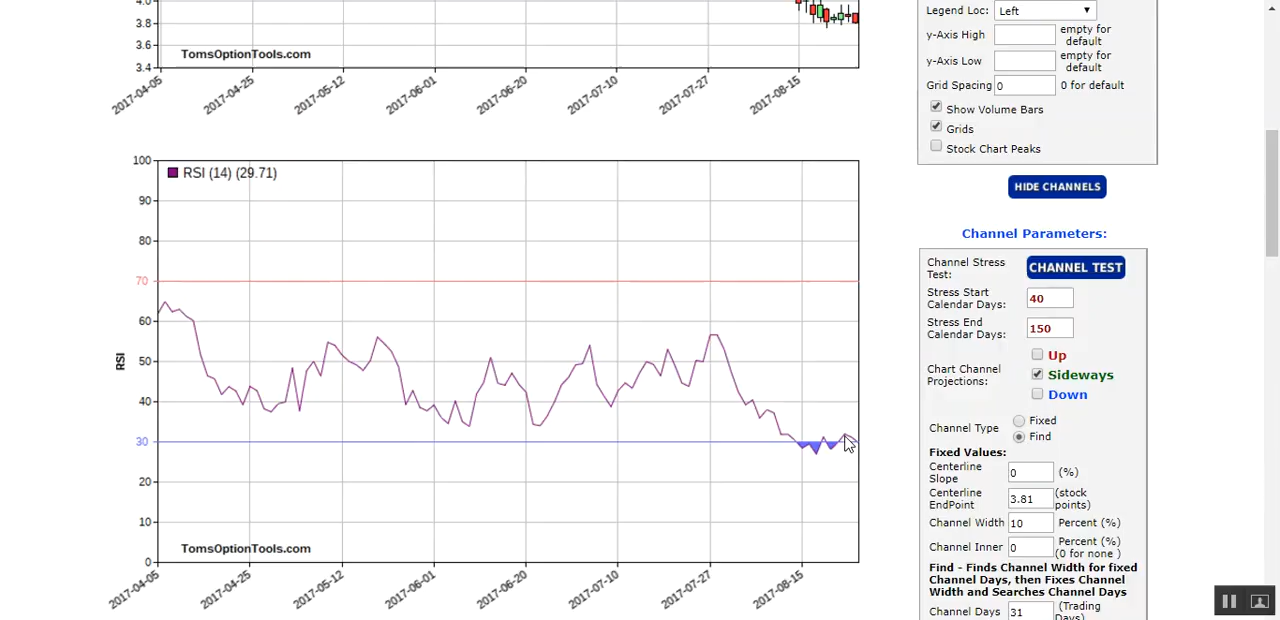 4.0
3.8
3.6
3.4
TomsOptionTools.com
2017-04-05
2017-04-25
2017-05-12
2017-06-01
2017-06-20
2017-07-10
2017-07-27
2017-08-15
RSI (14) (29.71)
100
90
80
70
60
50
40
30
20
10
0
RSI
TomsOptionTools.com
2017-04-05
2017-04-25
2017-05-12
2017-06-01
2017-06-20
2017-07-10
2017-07-27
2017-08-15
Legend Loc: Left
y-Axis High empty for
default
y-Axis Low empty for
default
Grid Spacing 0 0 for default
Show Volume Bars
Grids
Stock Chart Peaks
HIDE CHANNELS
Channel Parameters:
Channel Stress
Test:
CHANNEL TEST
Stress Start
Calendar Days:
40
Stress End
Calendar Days:
150
Chart Channel
Projections:
Up
Sideways
Down
Channel Type
Fixed
Find
Fixed Values:
Centerline
Slope
0 (%)
Centerline
EndPoint
3.81 (stock
points)
Channel Width 10 Percent (%)
Channel Inner 0 Percent (%)
(0 for none )
Find - Finds Channel Width for fixed
Channel Days, then Fixes Channel
Width and Searches Channel Days
Channel Days 31 (Trading
Days)